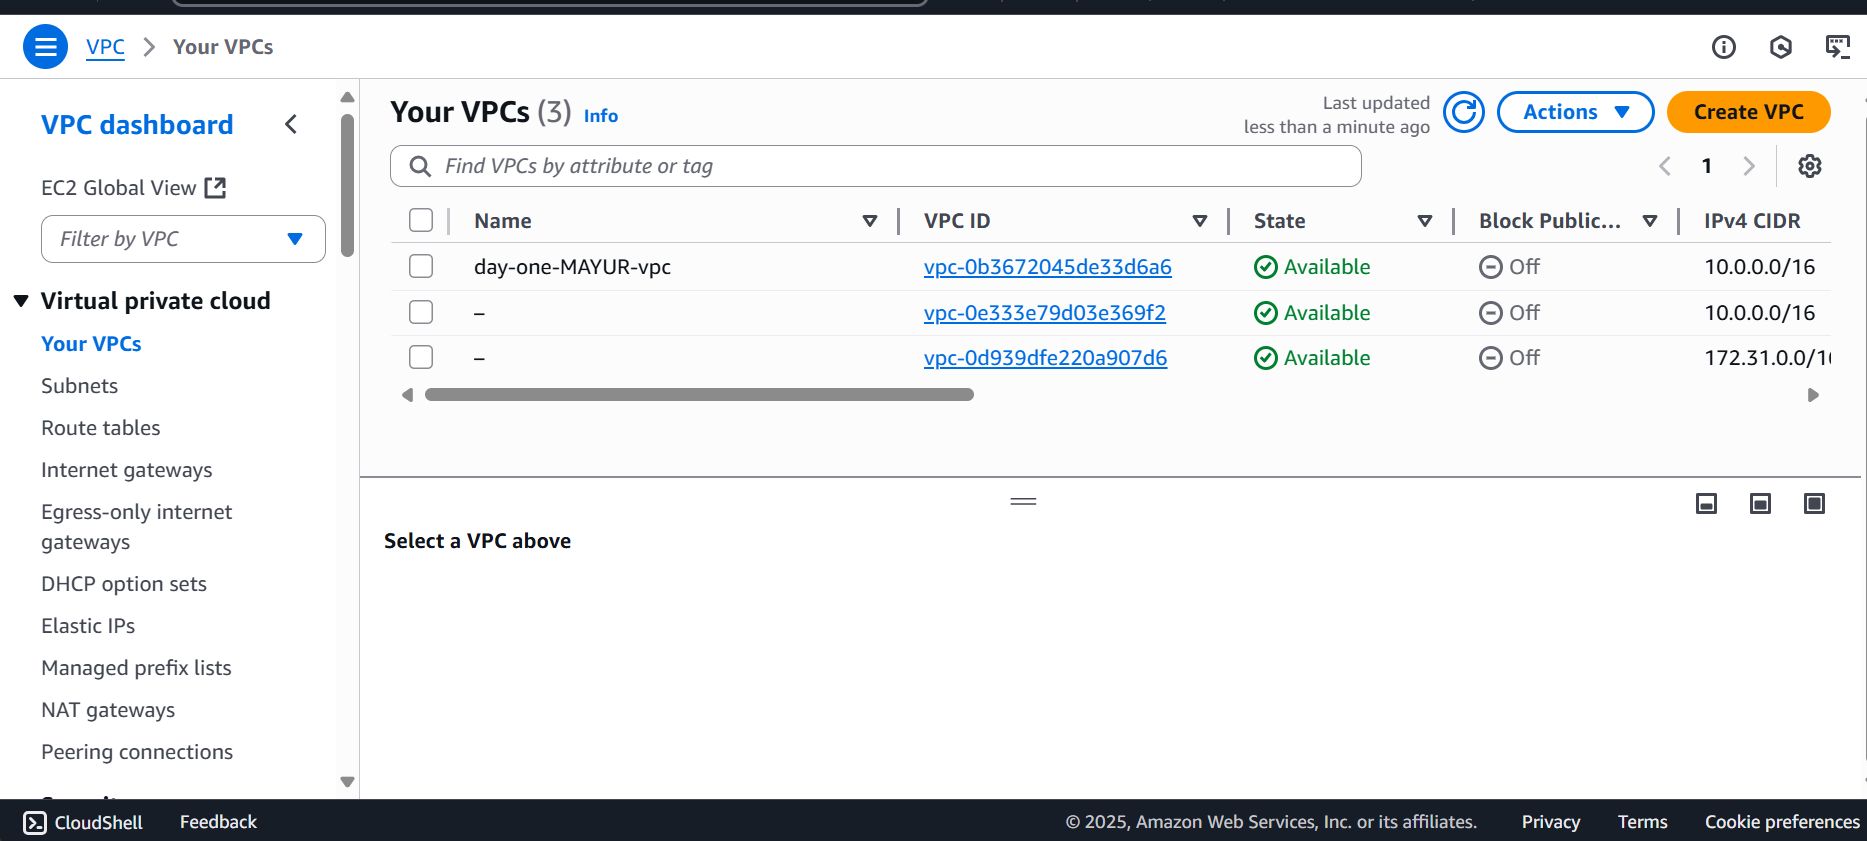 VPC > Your VPCs
VPC dashboard
EC2 Global View
Filter by VPC
Virtual private cloud
Your VPCs
Subnets
Route tables
Internet gateways
Egress-only internet
gateways
DHCP option sets
Elastic IPs
Managed prefix lists
NAT gateways
Peering connections
Your VPCs (3) Info
Last updated
less than a minute ago
Actions
Create VPC
Find VPCs by attribute or tag
1
Name VPC ID State Block Public... IPv4 CIDR
day-one-MAYUR-vpc vpc-0b3672045de33d6a6 Available Off 10.0.0.0/16
– vpc-0e333e79d03e369f2 Available Off 10.0.0.0/16
– vpc-0d939dfe220a907d6 Available Off 172.31.0.0/16
Select a VPC above
CloudShell Feedback © 2025, Amazon Web Services, Inc. or its affiliates. Privacy Terms Cookie preferences